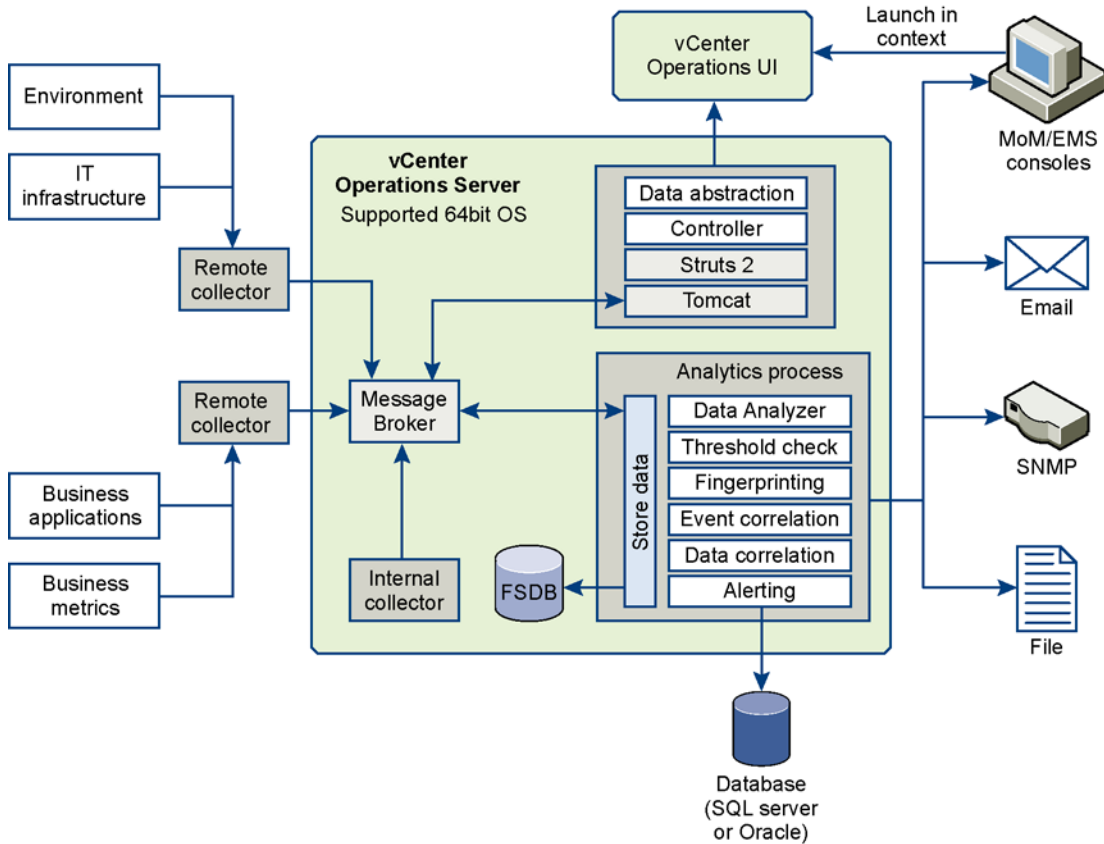 Launch in
context
vCenter
Operations UI
MoM/EMS
consoles
Environment
IT
infrastructure
Remote
collector
vCenter
Operations Server
Supported 64bit OS
Data abstraction
Controller
Struts 2
Tomcat
Email
Remote
collector
Message
Broker
Analytics process
Store data
Data Analyzer
Threshold check
Fingerprinting
Event correlation
Data correlation
Alerting
SNMP
Business
applications
Business
metrics
Internal
collector
FSDB
File
Database
(SQL server
or Oracle)